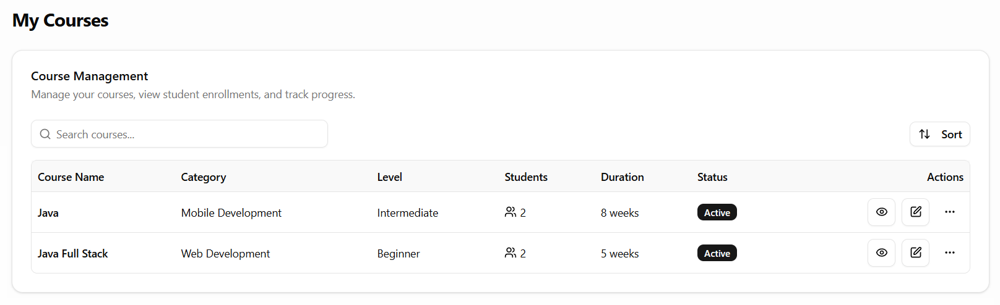 My Courses
Course Management
Manage your courses, view student enrollments, and track progress.
Search courses...
Sort
Course Name Category Level Students Duration Status Actions
Java Mobile Development Intermediate 2 8 weeks Active
Java Full Stack Web Development Beginner 2 5 weeks Active